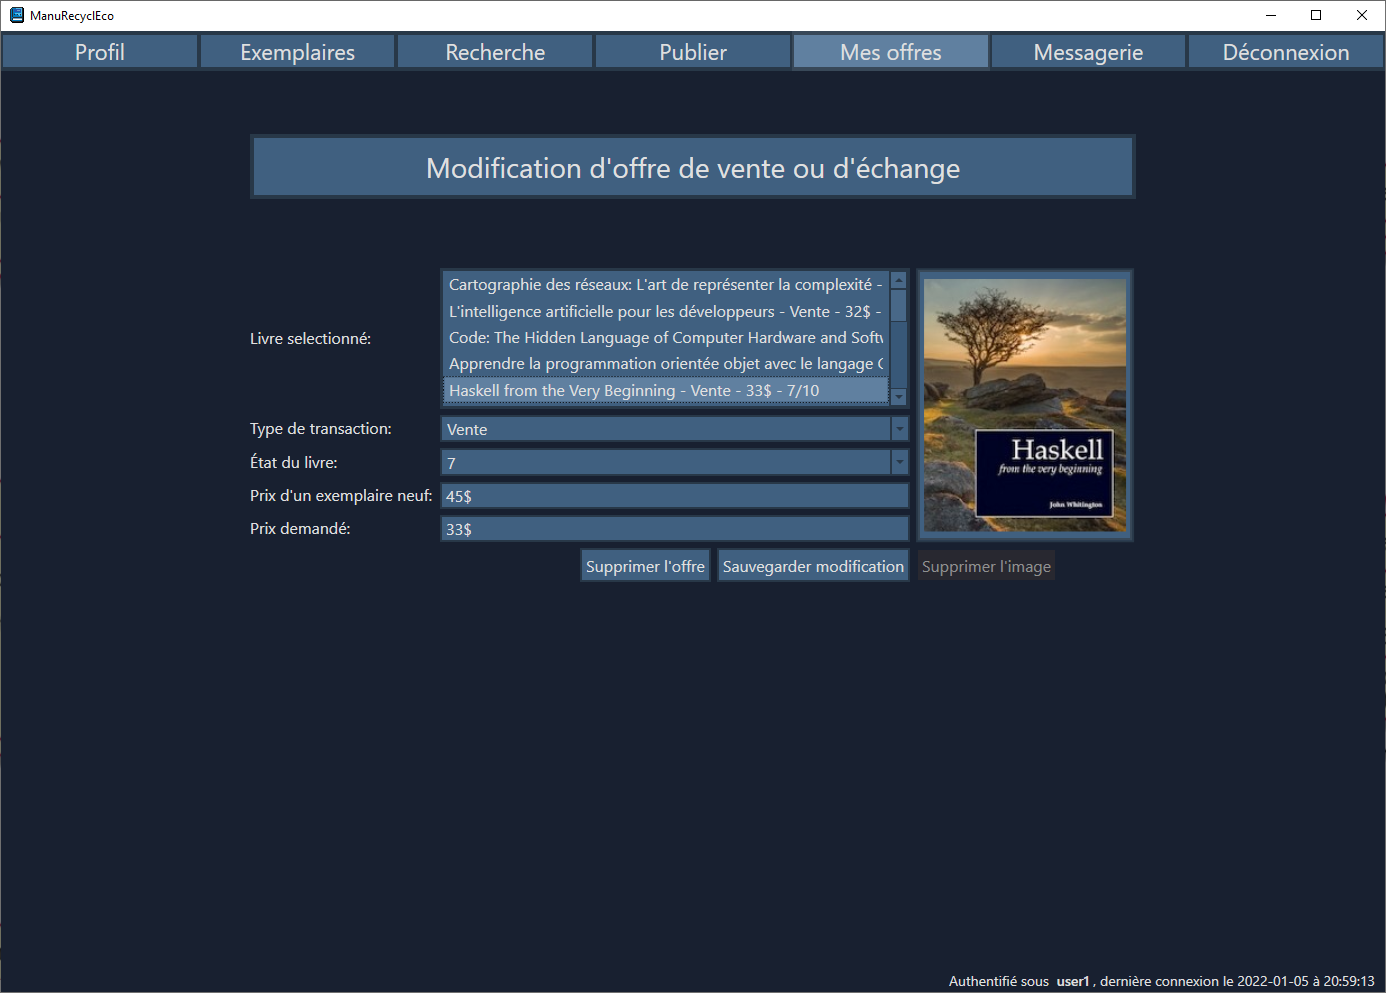 ManuRecyclEco
Profil
Exemplaires
Recherche
Publier
Mes offres
Messagerie
Déconnexion
Modification d'offre de vente ou d'échange
Livre selectionné:
Cartographie des réseaux: L'art de représenter la complexité -
L'intelligence artificielle pour les développeurs - Vente - 32$ -
Code: The Hidden Language of Computer Hardware and
Apprendre la programmation orientée objet avec le langage
Haskell from the Very Beginning - Vente - 33$ - 7/10
Type de transaction:
Vente
État du livre:
7
Prix d'un exemplaire neuf:
45$
Prix demandé:
33$
Haskell
from the very beginning
John Whitington
Supprimer l'offre
Sauvegarder modification
Supprimer l'image
Authentifié sous user1 , dernière connexion le 2022-01-05 à 20:59:13